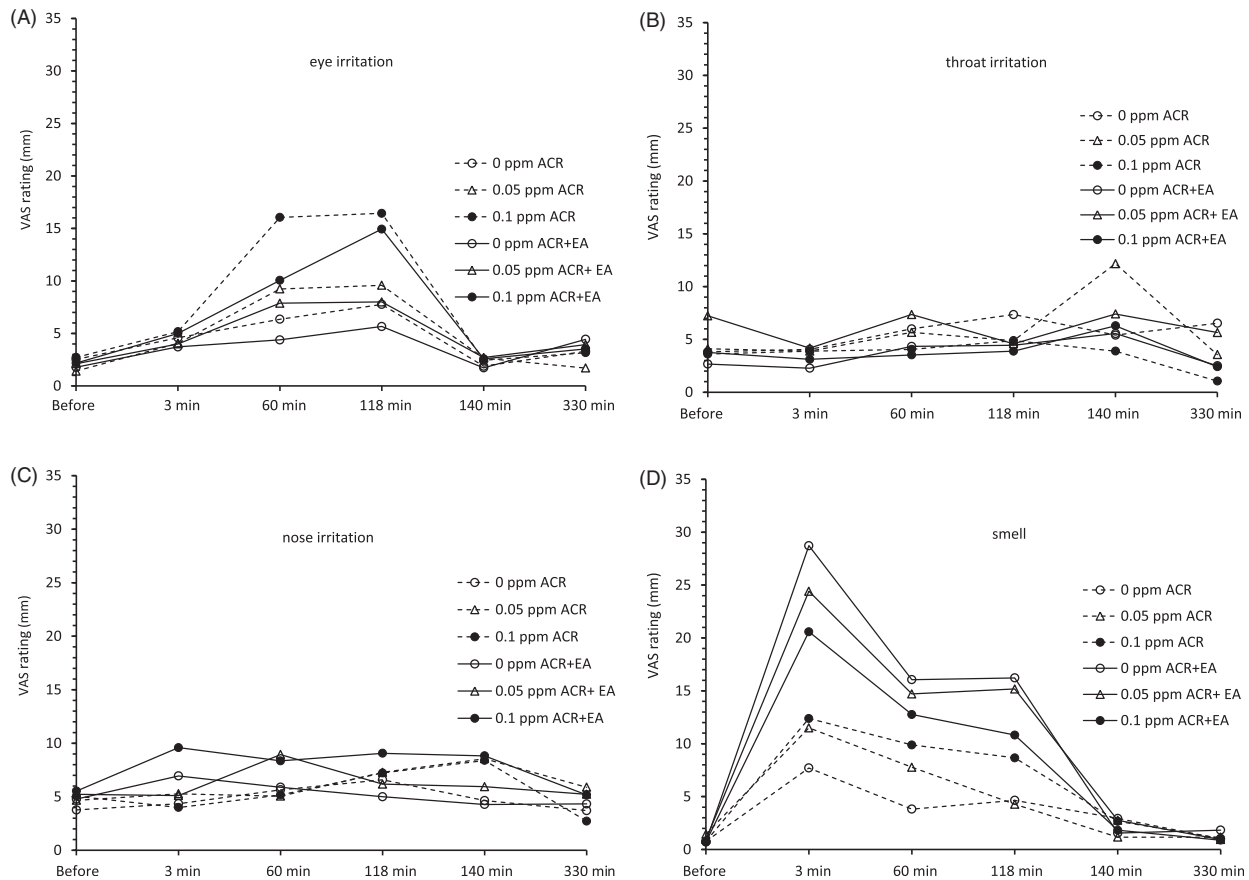 (A)
35
30
25
20
15
10
5
0
VAS rating (mm)
eye irritation
0 ppm ACR
0.05 ppm ACR
0.1 ppm ACR
0 ppm ACR+EA
0.05 ppm ACR+ EA
0.1 ppm ACR+EA
Before 3 min 60 min 118 min 140 min 330 min
(B)
35
30
25
20
15
10
5
0
VAS rating (mm)
throat irritation
0 ppm ACR
0.05 ppm ACR
0.1 ppm ACR
0 ppm ACR+EA
0.05 ppm ACR+ EA
0.1 ppm ACR+EA
Before 3 min 60 min 118 min 140 min 330 min
(C)
35
30
25
20
15
10
5
0
VAS rating (mm)
nose irritation
0 ppm ACR
0.05 ppm ACR
0.1 ppm ACR
0 ppm ACR+EA
0.05 ppm ACR+ EA
0.1 ppm ACR+EA
Before 3 min 60 min 118 min 140 min 330 min
(D)
35
30
25
20
15
10
5
0
VAS rating (mm)
smell
0 ppm ACR
0.05 ppm ACR
0.1 ppm ACR
0 ppm ACR+EA
0.05 ppm ACR+ EA
0.1 ppm ACR+EA
Before 3 min 60 min 118 min 140 min 330 min